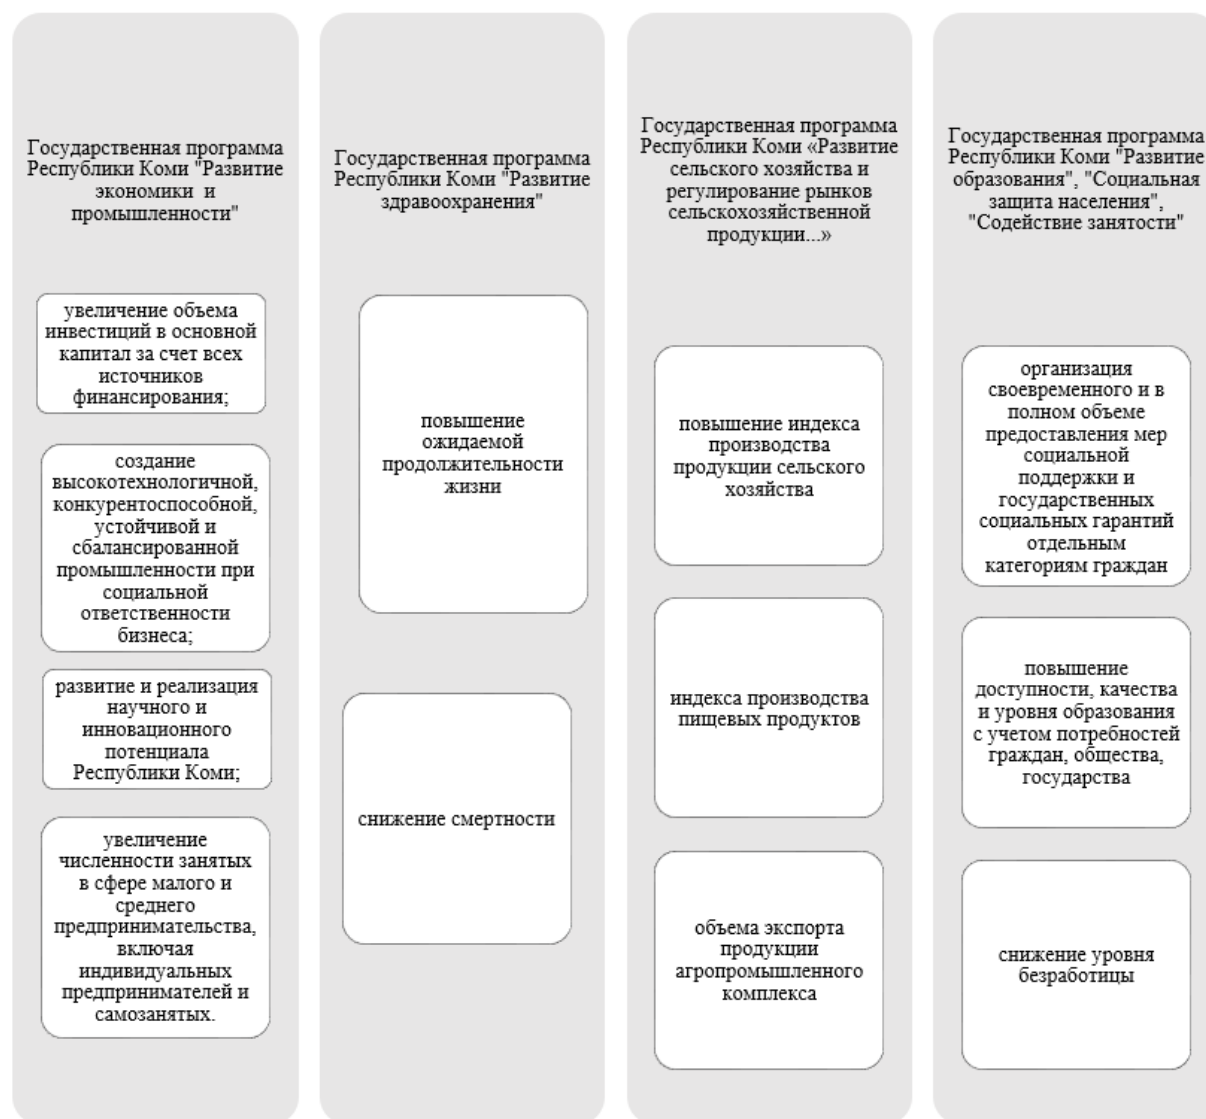 Государственная программа
Республики Коми "Развитие
экономики и
промышленности"
увеличение объема
инвестиций в основной
капитал за счет всех
источников
финансирования;
создание
высокотехнологичной,
конкурентоспособной,
устойчивой и
сбалансированной
промышленности при
социальной
ответственности
бизнеса;
развитие и реализация
научного и
инновационного
потенциала
Республики Коми;
увеличение
численности занятых
в сфере малого и
среднего
предпринимательства,
включая
индивидуальных
предпринимателей и
самозанятых.
Государственная программа
Республики Коми "Развитие
здравоохранения"
повышение
ожидаемой
продолжительности
жизни
снижение смертности
Государственная программа
Республики Коми «Развитие
сельского хозяйства и
регулирование рынков
сельскохозяйственной
продукции...»
повышение индекса
производства
продукции сельского
хозяйства
индекса производства
пищевых продуктов
объема экспорта
продукции
агропромышленного
комплекса
Государственная программа
Республики Коми "Развитие
образования", "Социальная
защита населения",
"Содействие занятости"
организация
своевременного и в
полном объеме
предоставления мер
социальной
поддержки и
государственных
социальных гарантий
отдельным
категориям граждан
повышение
доступности, качества
и уровня образования
с учетом потребностей
граждан, общества,
государства
снижение уровня
безработицы